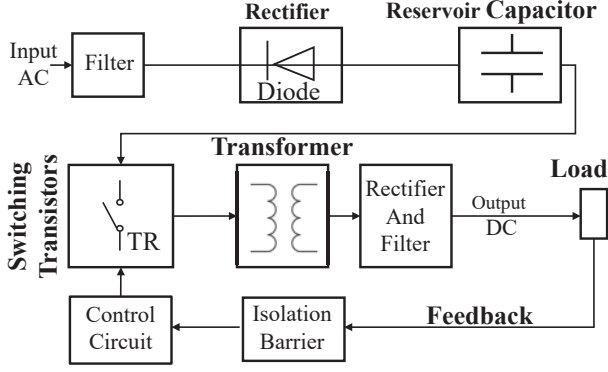 Rectifier
Reservoir Capacitor
Input
AC
Filter
Diode
Switching
Transistors
TR
Transformer
Rectifier
And
Filter
Output
DC
Load
Control
Circuit
Isolation
Barrier
Feedback